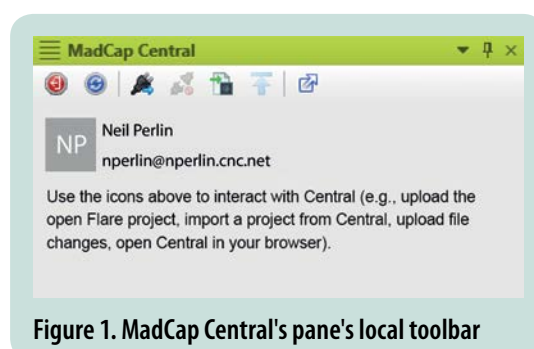 MadCap Central
NP
Neil Perlin
nperlin@nperlin.cnc.net
Use the icons above to interact with Central (e.g., upload the
open Flare project, import a project from Central, upload file
changes, open Central in your browser).
Figure 1. MadCap Central's pane's local toolbar